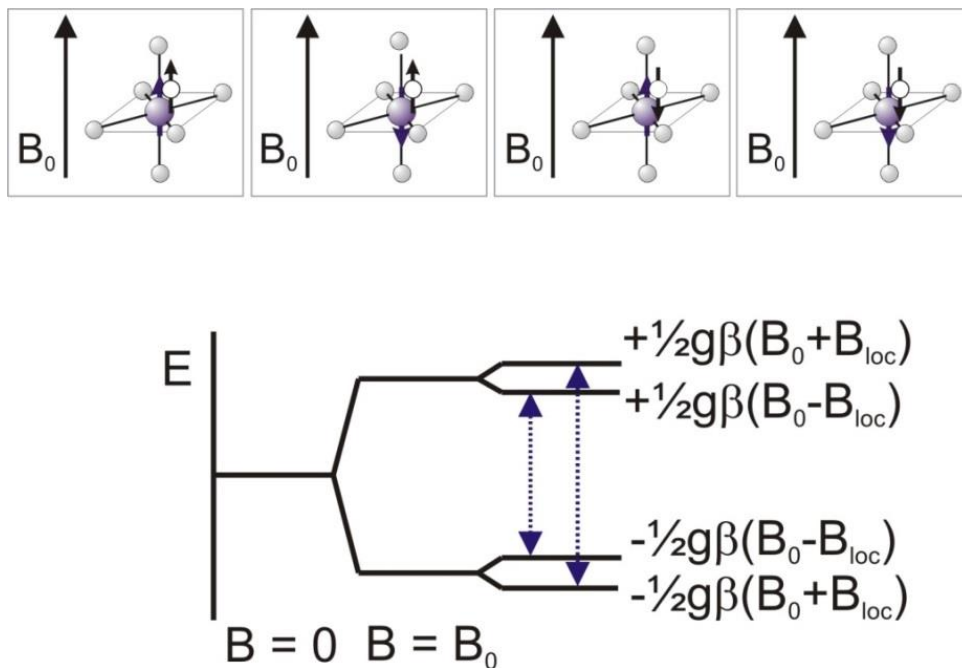 B₀ B₀ B₀ B₀
+½gβ(B₀+Bloc)
E
+½gβ(B₀-Bloc)
-½gβ(B₀-Bloc)
-½gβ(B₀+Bloc)
B = 0 B = B₀